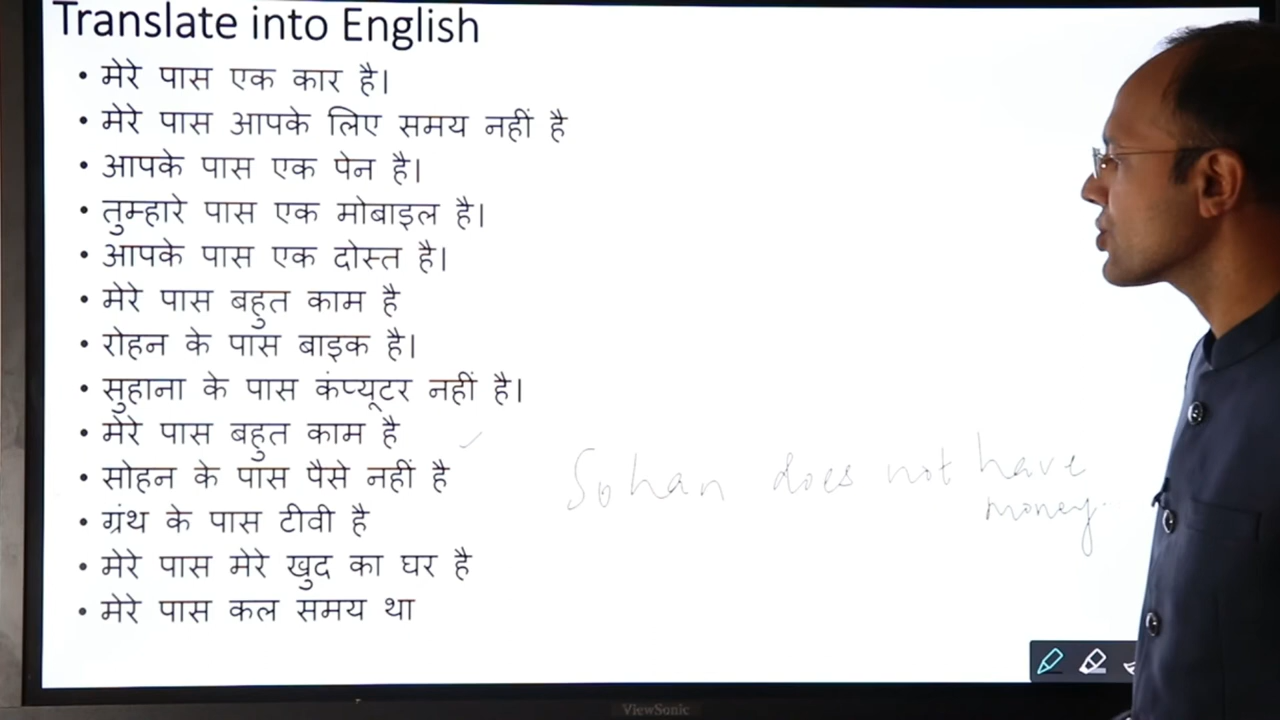 Translate into English
• मेरे पास एक कार है।
• मेरे पास आपके लिए समय नहीं है
• आपके पास एक पेन है।
• तुम्हारे पास एक मोबाइल है।
• आपके पास एक दोस्त है।
• मेरे पास बहुत काम है
• रोहन के पास बाइक है।
• सुहाना के पास कंप्यूटर नहीं है।
• मेरे पास बहुत काम है
• सोहन के पास पैसे नहीं है
Sohan does not have
money.
• ग्रंथ के पास टीवी है
• मेरे पास मेरे खुद का घर है
• मेरे पास कल समय था
ViewSonic